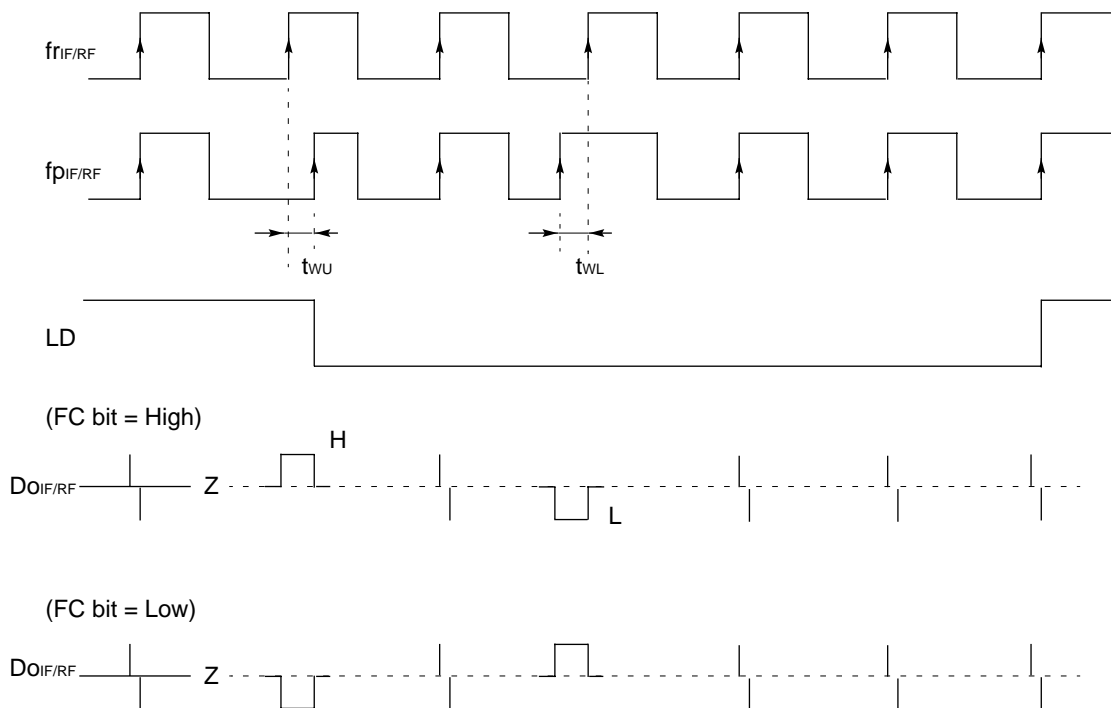 frIF/RF
fpIF/RF
tWU
tWL
LD
(FC bit = High)
H
DoIF/RF
Z
L
(FC bit = Low)
DoIF/RF
Z